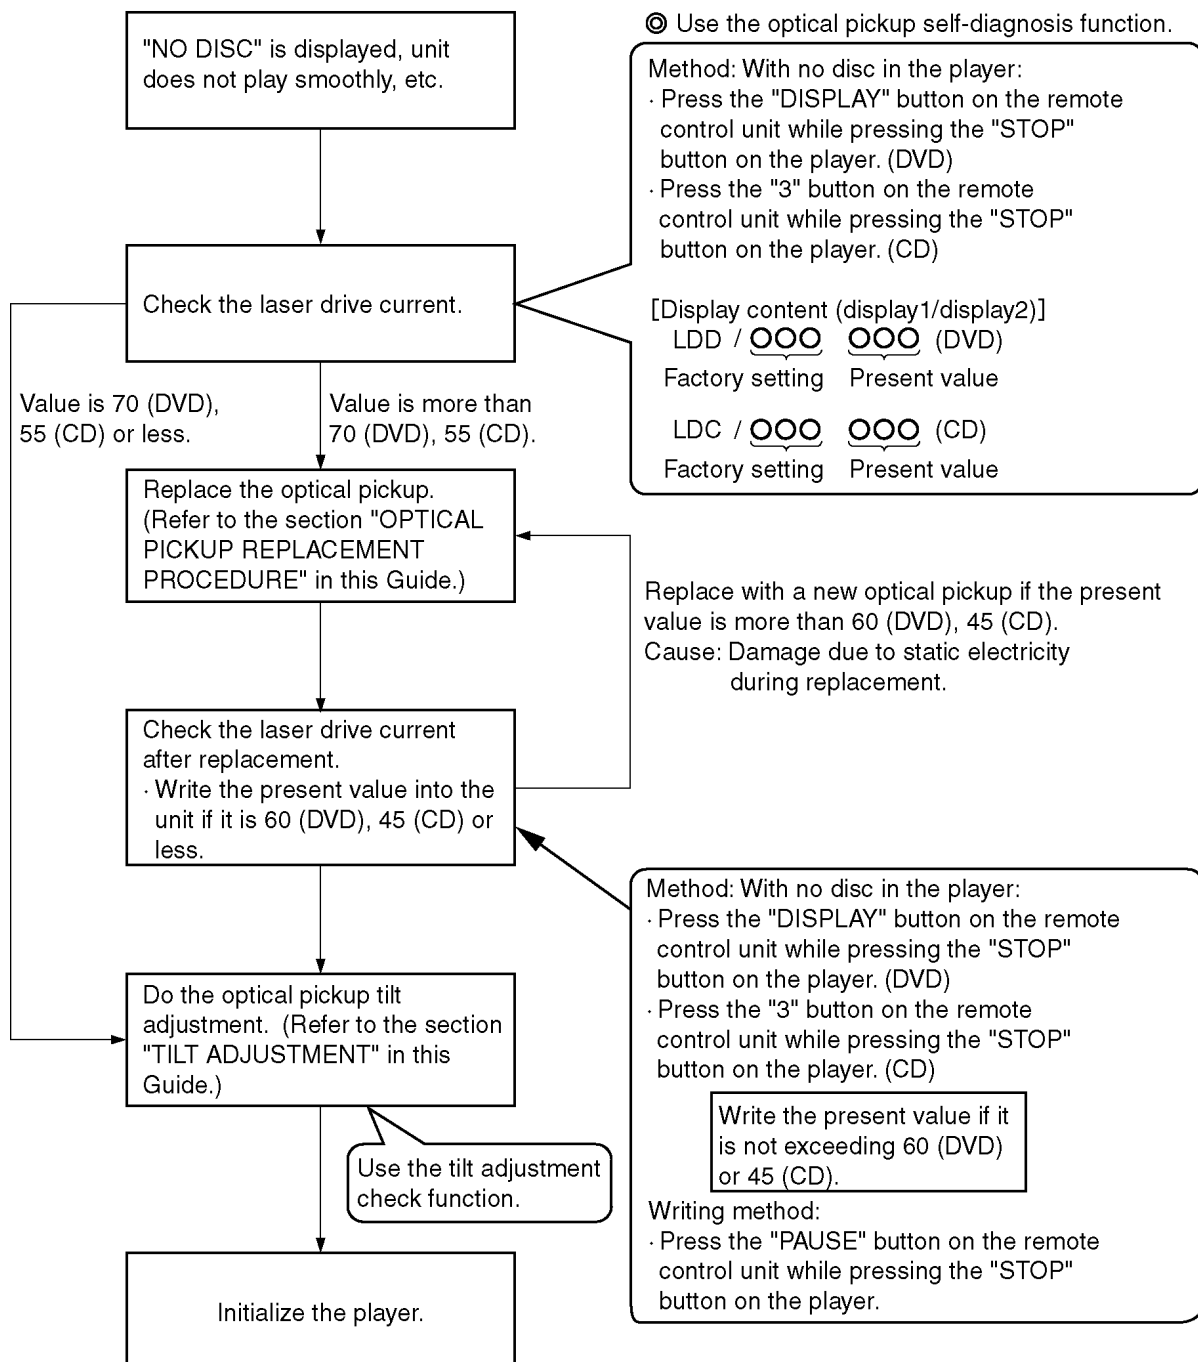 "NO DISC" is displayed, unit
does not play smoothly, etc.
◎ Use the optical pickup self-diagnosis function.
Method: With no disc in the player:
· Press the "DISPLAY" button on the remote
control unit while pressing the "STOP"
button on the player. (DVD)
· Press the "3" button on the remote
control unit while pressing the "STOP"
button on the player. (CD)
[Display content (display1/display2)]
LDD / OOO OOO (DVD)
Factory setting Present value
LDC / OOO OOO (CD)
Factory setting Present value
Check the laser drive current.
Value is 70 (DVD),
55 (CD) or less.
Value is more than
70 (DVD), 55 (CD).
Replace the optical pickup.
(Refer to the section "OPTICAL
PICKUP REPLACEMENT
PROCEDURE" in this Guide.)
Replace with a new optical pickup if the present
value is more than 60 (DVD), 45 (CD).
Cause: Damage due to static electricity
during replacement.
Check the laser drive current
after replacement.
· Write the present value into the
unit if it is 60 (DVD), 45 (CD) or
less.
Method: With no disc in the player:
· Press the "DISPLAY" button on the remote
control unit while pressing the "STOP"
button on the player. (DVD)
· Press the "3" button on the remote
control unit while pressing the "STOP"
button on the player. (CD)
Write the present value if it
is not exceeding 60 (DVD)
or 45 (CD).
Writing method:
· Press the "PAUSE" button on the remote
control unit while pressing the "STOP"
button on the player.
Do the optical pickup tilt
adjustment. (Refer to the section
"TILT ADJUSTMENT" in this
Guide.)
Use the tilt adjustment
check function.
Initialize the player.